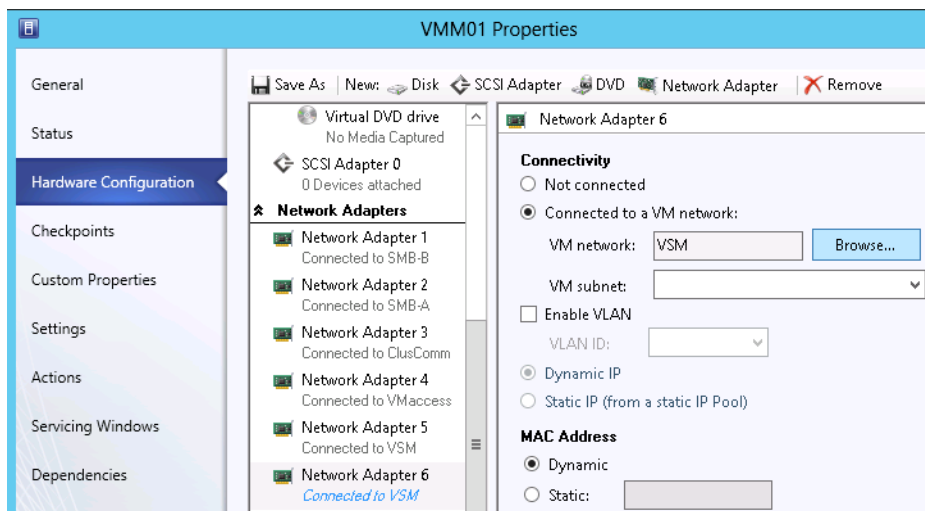 VMM01 Properties
General
Status
Hardware Configuration
Checkpoints
Custom Properties
Settings
Actions
Servicing Windows
Dependencies
Save As New: Disk SCSI Adapter DVD Network Adapter Remove
Virtual DVD drive
No Media Captured
SCSI Adapter 0
0 Devices attached
Network Adapters
Network Adapter 1
Connected to SMB-B
Network Adapter 2
Connected to SMB-A
Network Adapter 3
Connected to ClusComm
Network Adapter 4
Connected to VMaccess
Network Adapter 5
Connected to VSM
Network Adapter 6
Connected to VSM
Network Adapter 6
Connectivity
Not connected
Connected to a VM network:
VM network: VSM Browse...
VM subnet:
Enable VLAN
VLAN ID:
Dynamic IP
Static IP (from a static IP Pool)
MAC Address
Dynamic
Static: